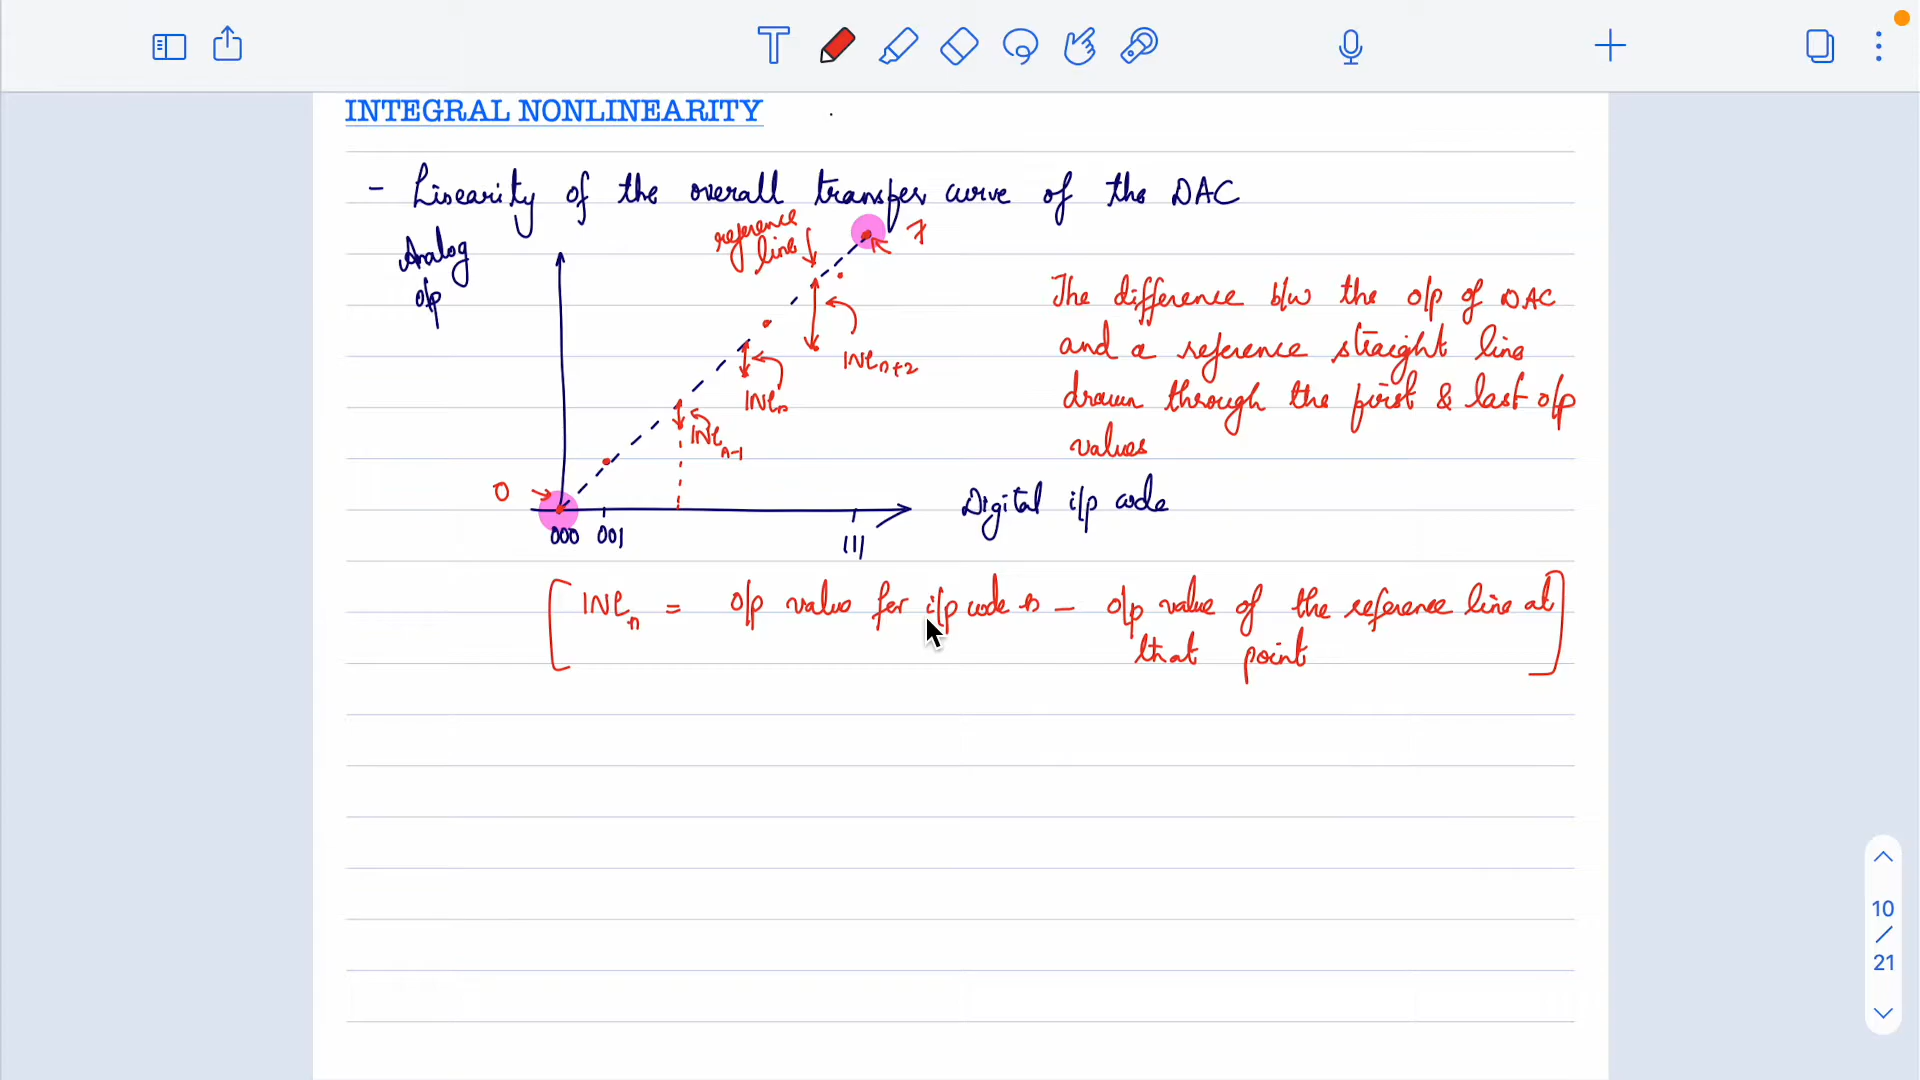 INTEGRAL NONLINEARITY
- Linearity of the overall transfer curve of the DAC
Analog
o/p
reference
line
7
The difference b/w the o/p of DAC
and a reference straight line
drawn through the first & last o/p
values
INLn+2
INLn
INLn-1
0
Digital i/p code
000 001 111
INLn = o/p value for i/p code n - o/p value of the reference line at
that point
10
/
21